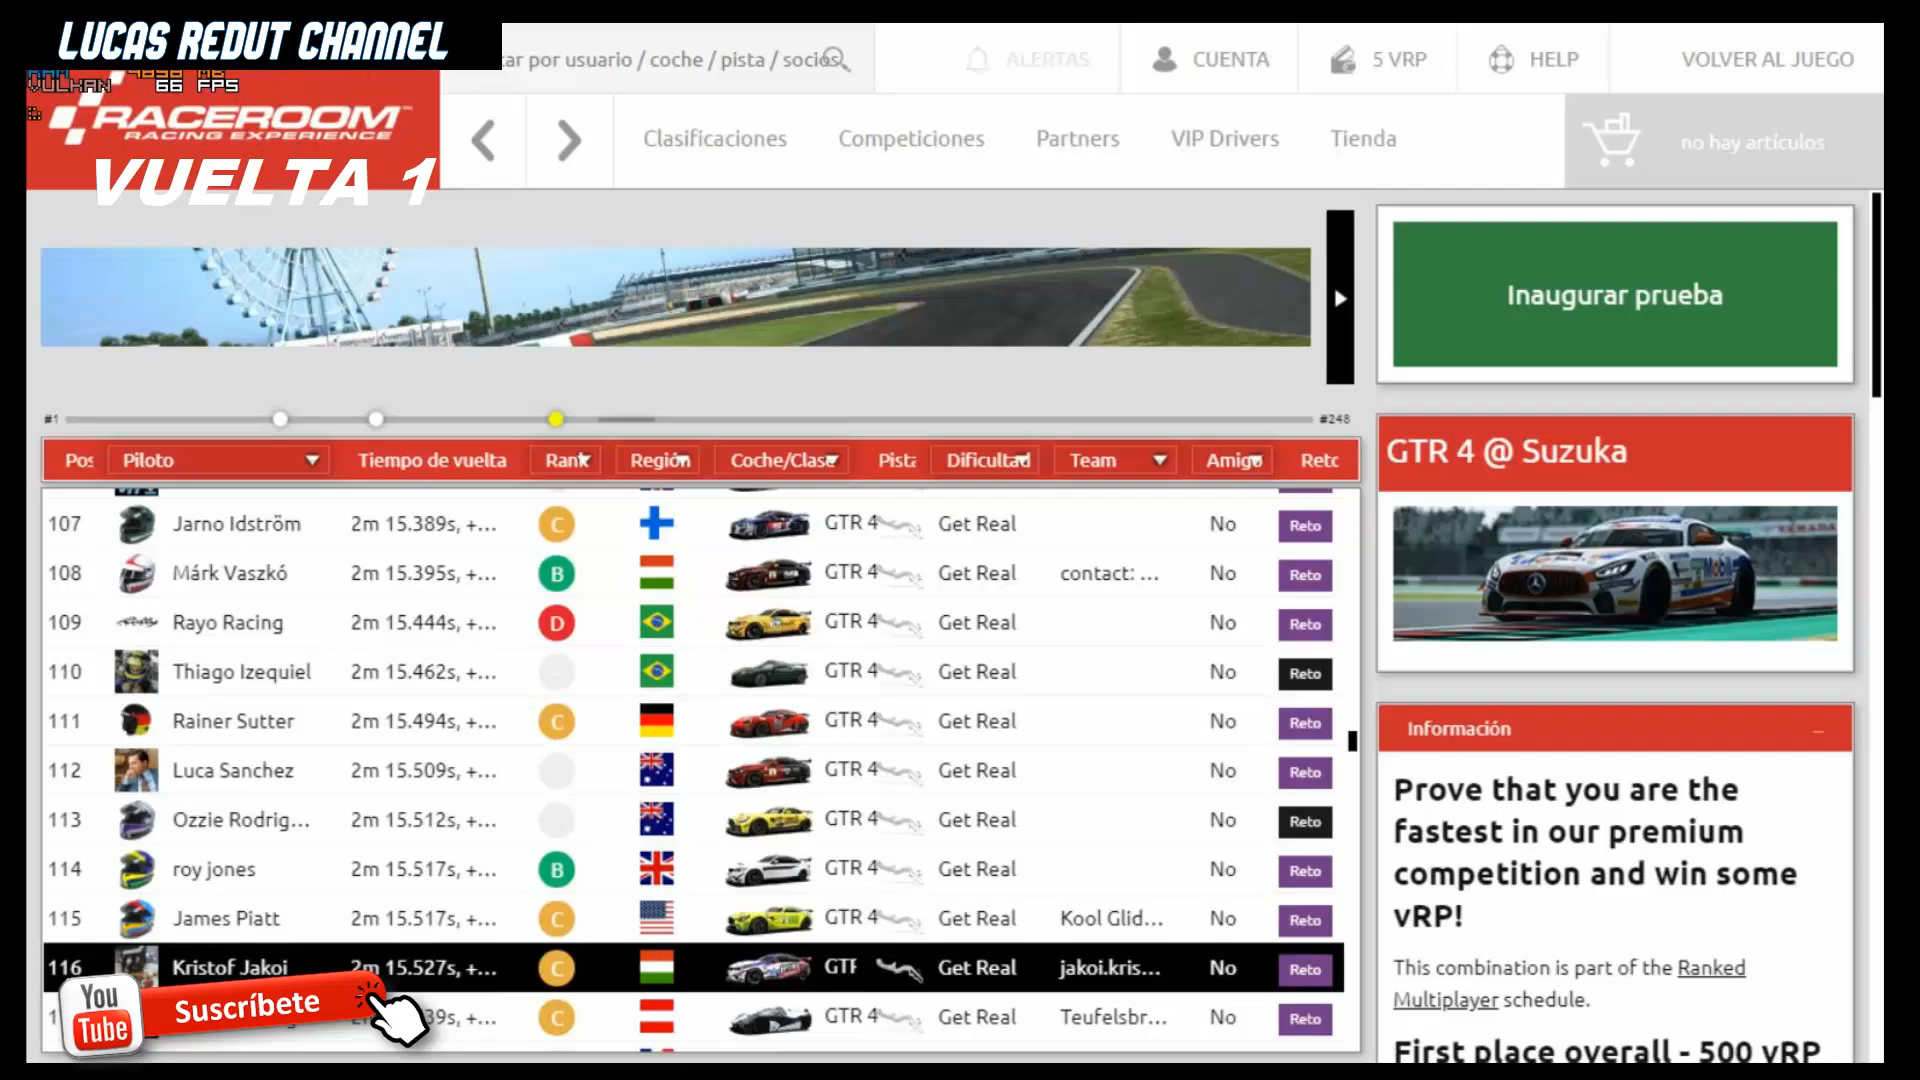 LUCAS REDUT CHANNEL
car por usuario / coche / pista / socios
ALERTAS
CUENTA
5 VRP
HELP
VOLVER AL JUEGO
VULKAN 66 FPS
RACEROOM
RACING EXPERIENCE
VUELTA 1
Clasificaciones
Competiciones
Partners
VIP Drivers
Tienda
no hay artículos
Inaugurar prueba
#1
#248
Pos Piloto Tiempo de vuelta Rank Región Coche/Clase Pista Dificultad Team Amigo Reto
107 Jarno Idström 2m 15.389s, +... C GTR 4 Get Real No Reto
108 Márk Vaszkó 2m 15.395s, +... B GTR 4 Get Real contact: ... No Reto
109 Rayo Racing 2m 15.444s, +... D GTR 4 Get Real No Reto
110 Thiago Izequiel 2m 15.462s, +... GTR 4 Get Real No Reto
111 Rainer Sutter 2m 15.494s, +... C GTR 4 Get Real No Reto
112 Luca Sanchez 2m 15.509s, +... GTR 4 Get Real No Reto
113 Ozzie Rodrig... 2m 15.512s, +... GTR 4 Get Real No Reto
114 roy jones 2m 15.517s, +... B GTR 4 Get Real No Reto
115 James Piatt 2m 15.517s, +... C GTR 4 Get Real Kool Glid... No Reto
116 Kristof Jakoi 2m 15.527s, +... C GTR Get Real jakoi.kris... No Reto
39s, +... C GTR 4 Get Real Teufelsbr... No Reto
You
Tube
Suscríbete
GTR 4 @ Suzuka
Mobil
Información
Prove that you are the
fastest in our premium
competition and win some
vRP!
This combination is part of the Ranked
Multiplayer schedule.
First place overall - 500 vRP